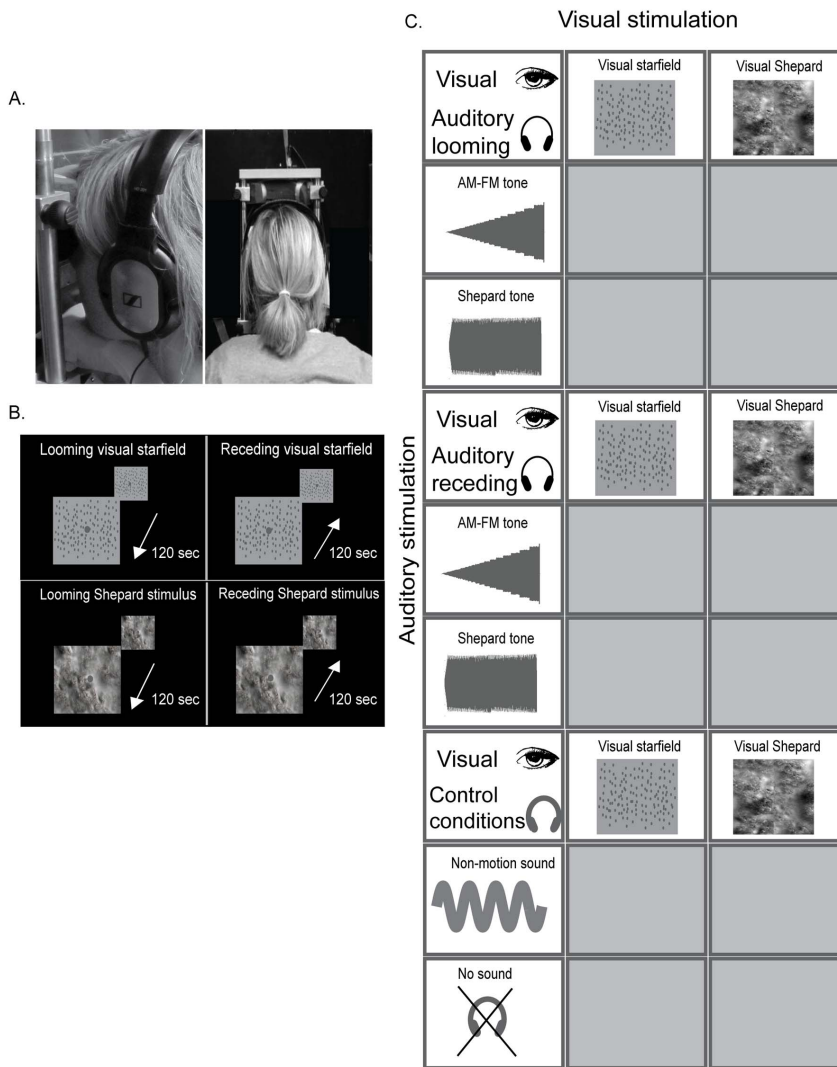 A.
B.
Looming visual starfield
Receding visual starfield
120 sec
120 sec
Looming Shepard stimulus
Receding Shepard stimulus
120 sec
120 sec
C.
Visual stimulation
Auditory stimulation
Visual
Auditory
looming
Visual starfield
Visual Shepard
AM-FM tone
Shepard tone
Visual
Auditory
receding
Visual starfield
Visual Shepard
AM-FM tone
Shepard tone
Visual
Control
conditions
Visual starfield
Visual Shepard
Non-motion sound
No sound